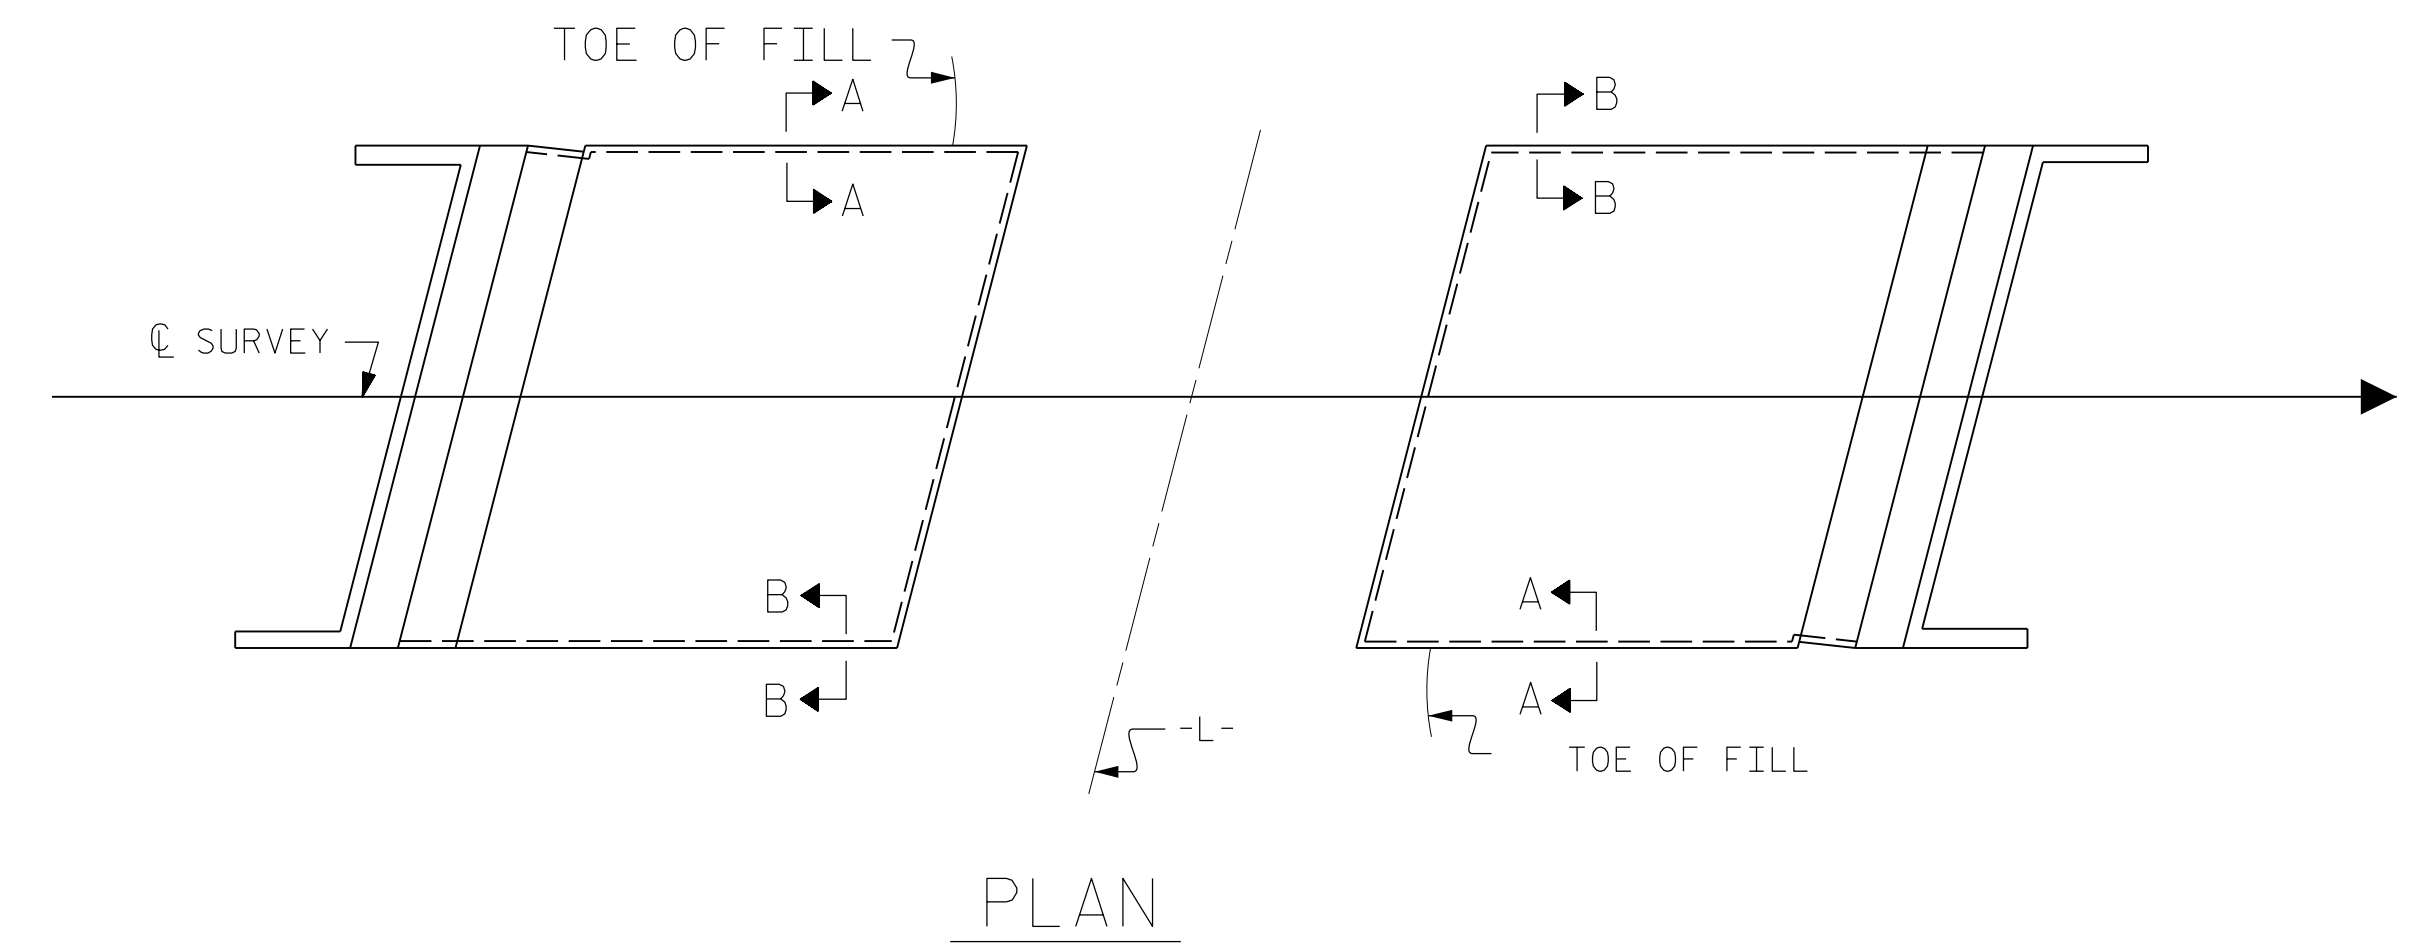 TOE OF FILL
A
B
A
B
℄ SURVEY
B
A
B
A
-L-
TOE OF FILL
PLAN